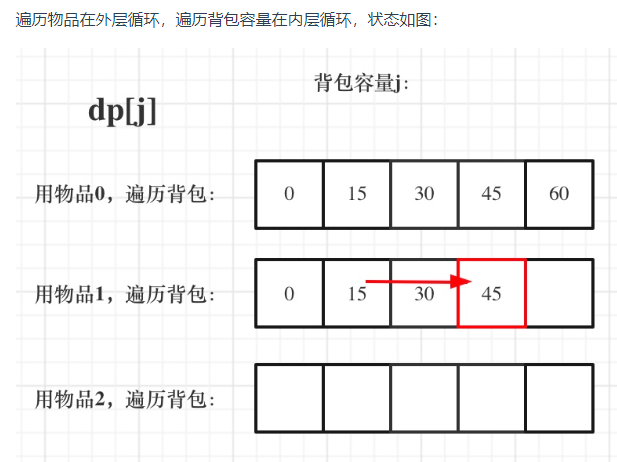 遍历物品在外层循环，遍历背包容量在内层循环，状态如图：
背包容量j：
dp[j]
用物品0，遍历背包： 0 15 30 45 60
用物品1，遍历背包： 0 15 30 45
用物品2，遍历背包：